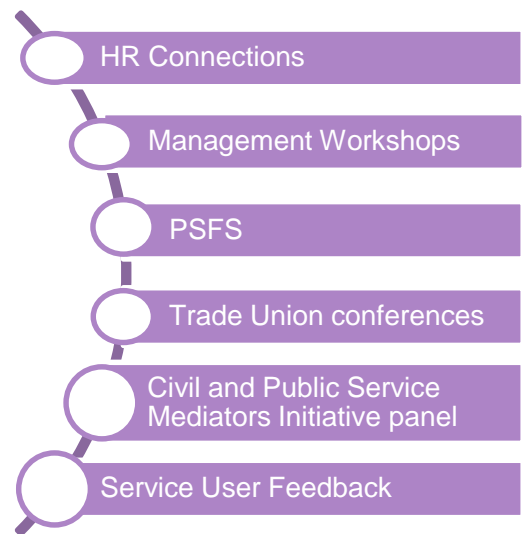 HR Connections
Management Workshops
PSFS
Trade Union conferences
Civil and Public Service
Mediators Initiative panel
Service User Feedback